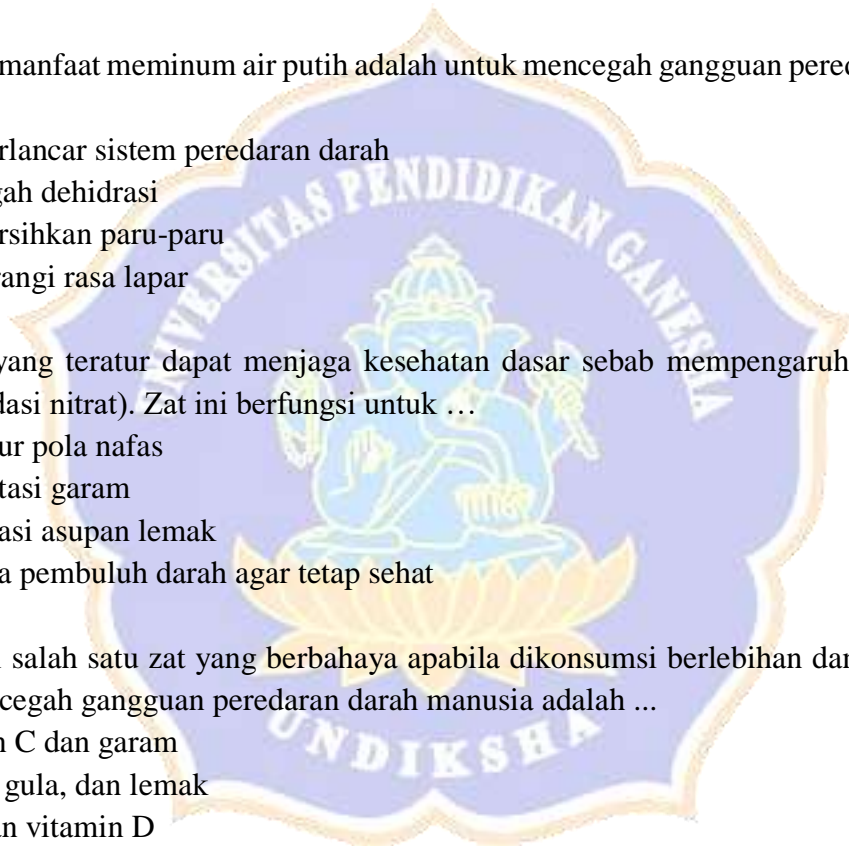 manfaat meminum air putih adalah untuk mencegah gangguan pered
rlancar sistem peredaran darah
gah dehidrasi
rsihkan paru-paru
rangi rasa lapar
yang teratur dapat menjaga kesehatan dasar sebab mempengaruh
dasi nitrat). Zat ini berfungsi untuk …
ur pola nafas
tasi garam
asi asupan lemak
a pembuluh darah agar tetap sehat
salah satu zat yang berbahaya apabila dikonsumsi berlebihan dan
cegah gangguan peredaran darah manusia adalah ...
n C dan garam
gula, dan lemak
an vitamin D
UNIVERSITAS PENDIDIKAN GANESHA
UNDIKSHA